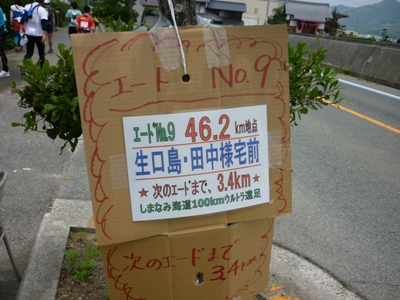 エード No.9
エードNo.9 46.2km地点
生口島・田中様宅前
★次のエードまで、3.4km★
しまなみ海道100kmウルトラ遠足
次のエードまで
3.4km